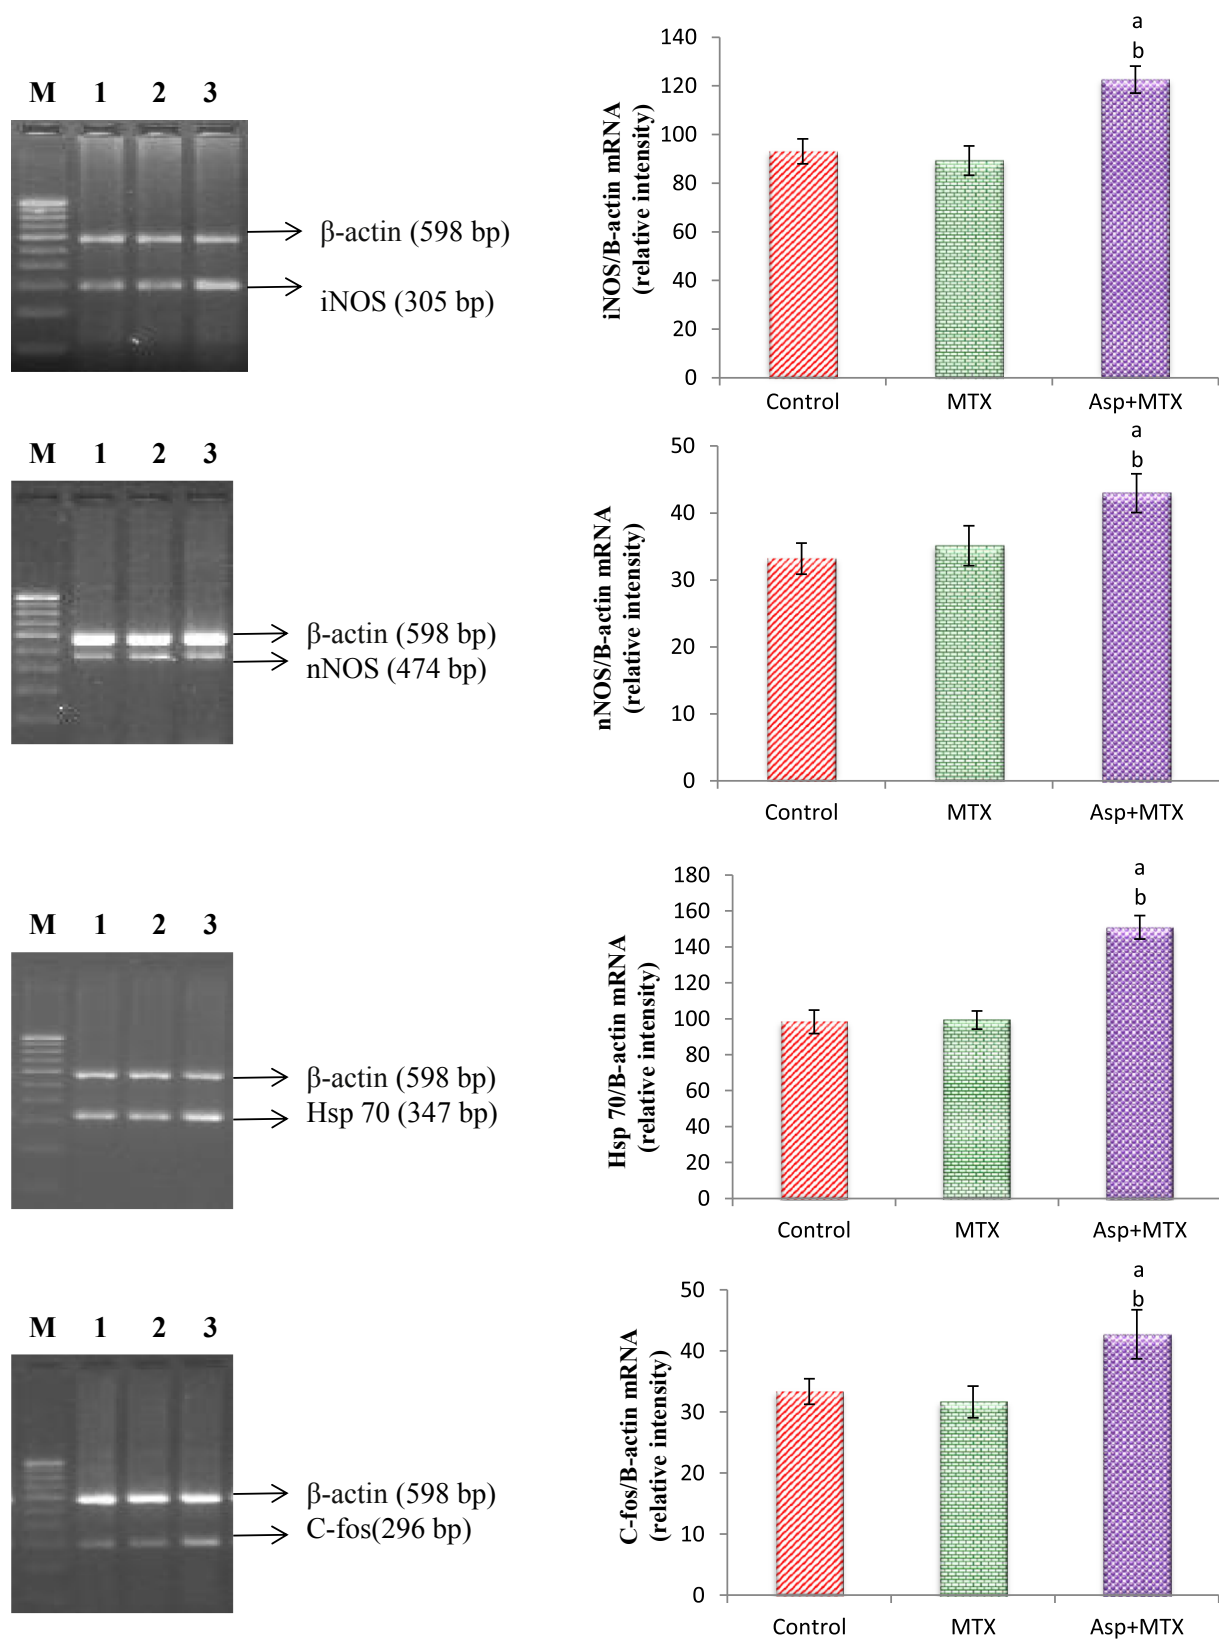 M 1 2 3
β-actin (598 bp)
iNOS (305 bp)
iNOS/B-actin mRNA
(relative intensity)
140
120
100
80
60
40
20
0
a
b
Control MTX Asp+MTX
M 1 2 3
β-actin (598 bp)
nNOS (474 bp)
nNOS/B-actin mRNA
(relative intensity)
50
40
30
20
10
0
a
b
Control MTX Asp+MTX
M 1 2 3
β-actin (598 bp)
Hsp 70 (347 bp)
Hsp 70/B-actin mRNA
(relative intensity)
180
160
140
120
100
80
60
40
20
0
a
b
Control MTX Asp+MTX
M 1 2 3
β-actin (598 bp)
C-fos(296 bp)
C-fos/B-actin mRNA
(relative intensity)
50
40
30
20
10
0
a
b
Control MTX Asp+MTX